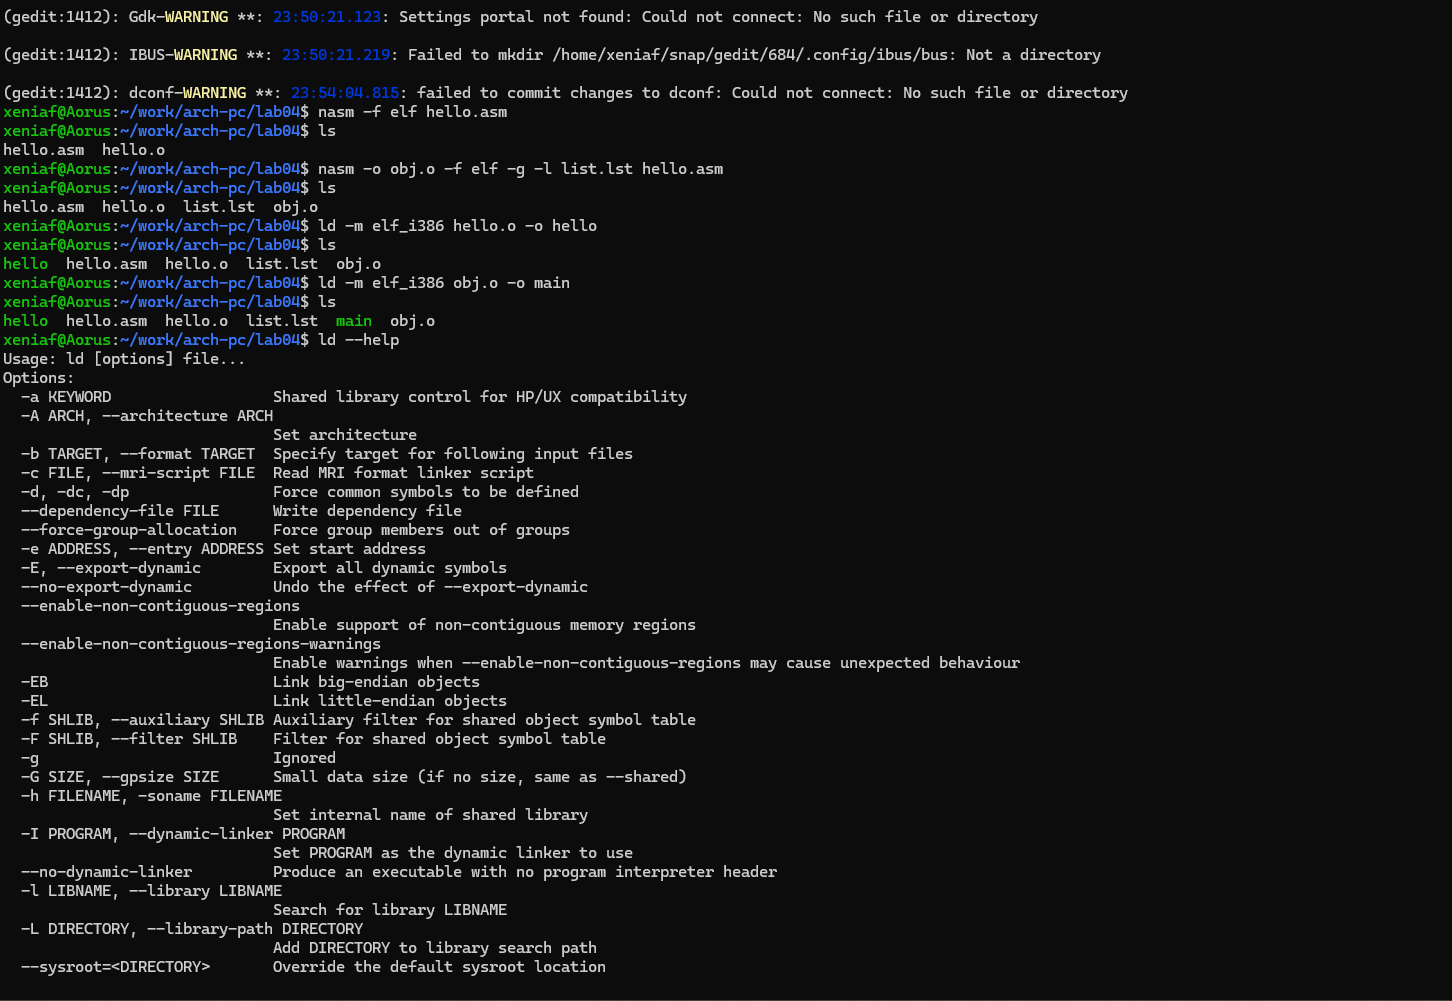 (gedit:1412): Gdk-WARNING **: 23:50:21.123: Settings portal not found: Could not connect: No such file or directory
(gedit:1412): IBUS-WARNING **: 23:50:21.219: Failed to mkdir /home/xeniaf/snap/gedit/684/.config/ibus/bus: Not a directory
(gedit:1412): dconf-WARNING **: 23:54:04.815: failed to commit changes to dconf: Could not connect: No such file or directory
xeniaf@Aorus:~/work/arch-pc/lab04$ nasm -f elf hello.asm
xeniaf@Aorus:~/work/arch-pc/lab04$ ls
hello.asm  hello.o
xeniaf@Aorus:~/work/arch-pc/lab04$ nasm -o obj.o -f elf -g -l list.lst hello.asm
xeniaf@Aorus:~/work/arch-pc/lab04$ ls
hello.asm  hello.o  list.lst  obj.o
xeniaf@Aorus:~/work/arch-pc/lab04$ ld -m elf_i386 hello.o -o hello
xeniaf@Aorus:~/work/arch-pc/lab04$ ls
hello  hello.asm  hello.o  list.lst  obj.o
xeniaf@Aorus:~/work/arch-pc/lab04$ ld -m elf_i386 obj.o -o main
xeniaf@Aorus:~/work/arch-pc/lab04$ ls
hello  hello.asm  hello.o  list.lst  main  obj.o
xeniaf@Aorus:~/work/arch-pc/lab04$ ld --help
Usage: ld [options] file...
Options:
  -a KEYWORD                  Shared library control for HP/UX compatibility
  -A ARCH, --architecture ARCH
                              Set architecture
  -b TARGET, --format TARGET  Specify target for following input files
  -c FILE, --mri-script FILE  Read MRI format linker script
  -d, -dc, -dp                Force common symbols to be defined
  --dependency-file FILE      Write dependency file
  --force-group-allocation    Force group members out of groups
  -e ADDRESS, --entry ADDRESS Set start address
  -E, --export-dynamic        Export all dynamic symbols
  --no-export-dynamic         Undo the effect of --export-dynamic
  --enable-non-contiguous-regions
                              Enable support of non-contiguous memory regions
  --enable-non-contiguous-regions-warnings
                              Enable warnings when --enable-non-contiguous-regions may cause unexpected behaviour
  -EB                         Link big-endian objects
  -EL                         Link little-endian objects
  -f SHLIB, --auxiliary SHLIB Auxiliary filter for shared object symbol table
  -F SHLIB, --filter SHLIB    Filter for shared object symbol table
  -g                          Ignored
  -G SIZE, --gpsize SIZE      Small data size (if no size, same as --shared)
  -h FILENAME, -soname FILENAME
                              Set internal name of shared library
  -I PROGRAM, --dynamic-linker PROGRAM
                              Set PROGRAM as the dynamic linker to use
  --no-dynamic-linker         Produce an executable with no program interpreter header
  -l LIBNAME, --library LIBNAME
                              Search for library LIBNAME
  -L DIRECTORY, --library-path DIRECTORY
                              Add DIRECTORY to library search path
  --sysroot=<DIRECTORY>       Override the default sysroot location